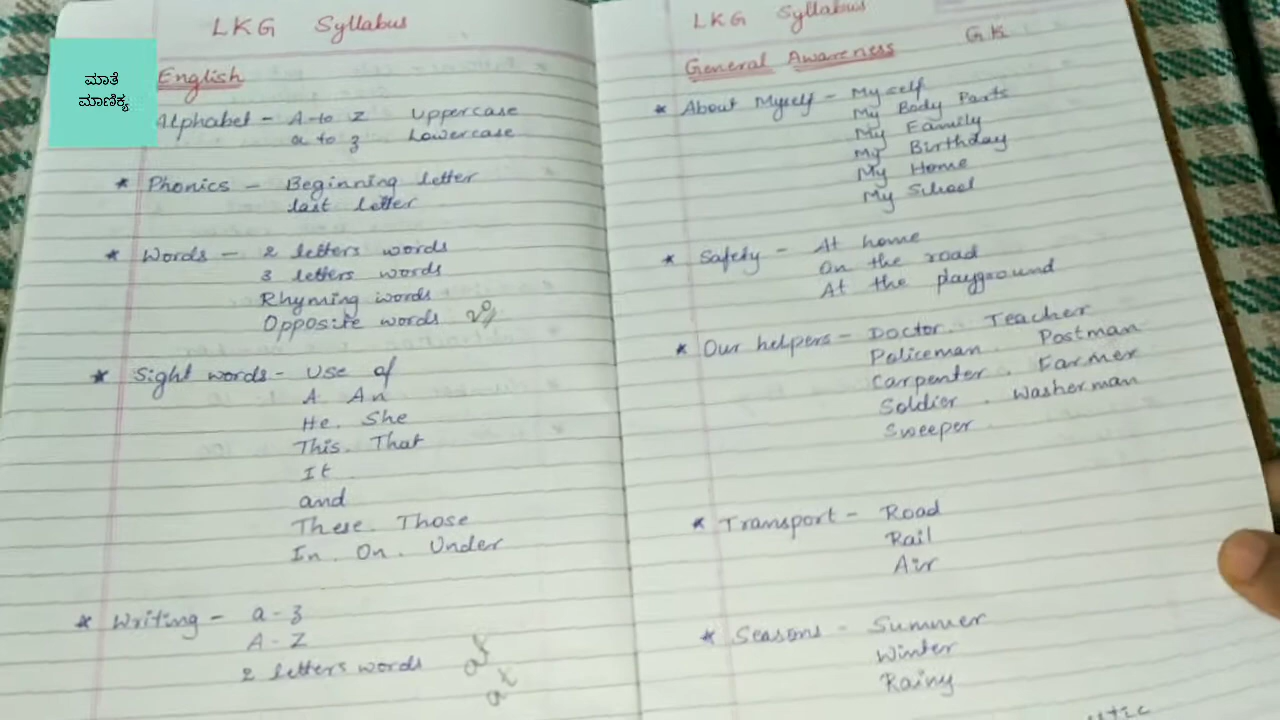 LKG Syllabus
ಮಾತೆ
ಮಾಣಿಕ್ಯ
English
Alphabet - A to Z Uppercase
a to z Lowercase
* Phonics - Beginning letter
last letter
* Words - 2 letters words
3 letters words
Rhyming words
Opposite words
* Sight words - Use of
A An
He. She
This. That
It
and
These. Those
In. On. Under
* Writing - a - z
A - Z
2 letters words
LKG Syllabus
General Awareness GK
* About Myself - My self
My Body Parts
My Family
My Birthday
My Home
My School
* Safety - At home
On the road
At the playground
* Our helpers - Doctor. Teacher
Policeman. Postman
Carpenter. Farmer
Soldier. Washerman
Sweeper
* Transport - Road
Rail
Air
* Seasons - Summer
Winter
Rainy